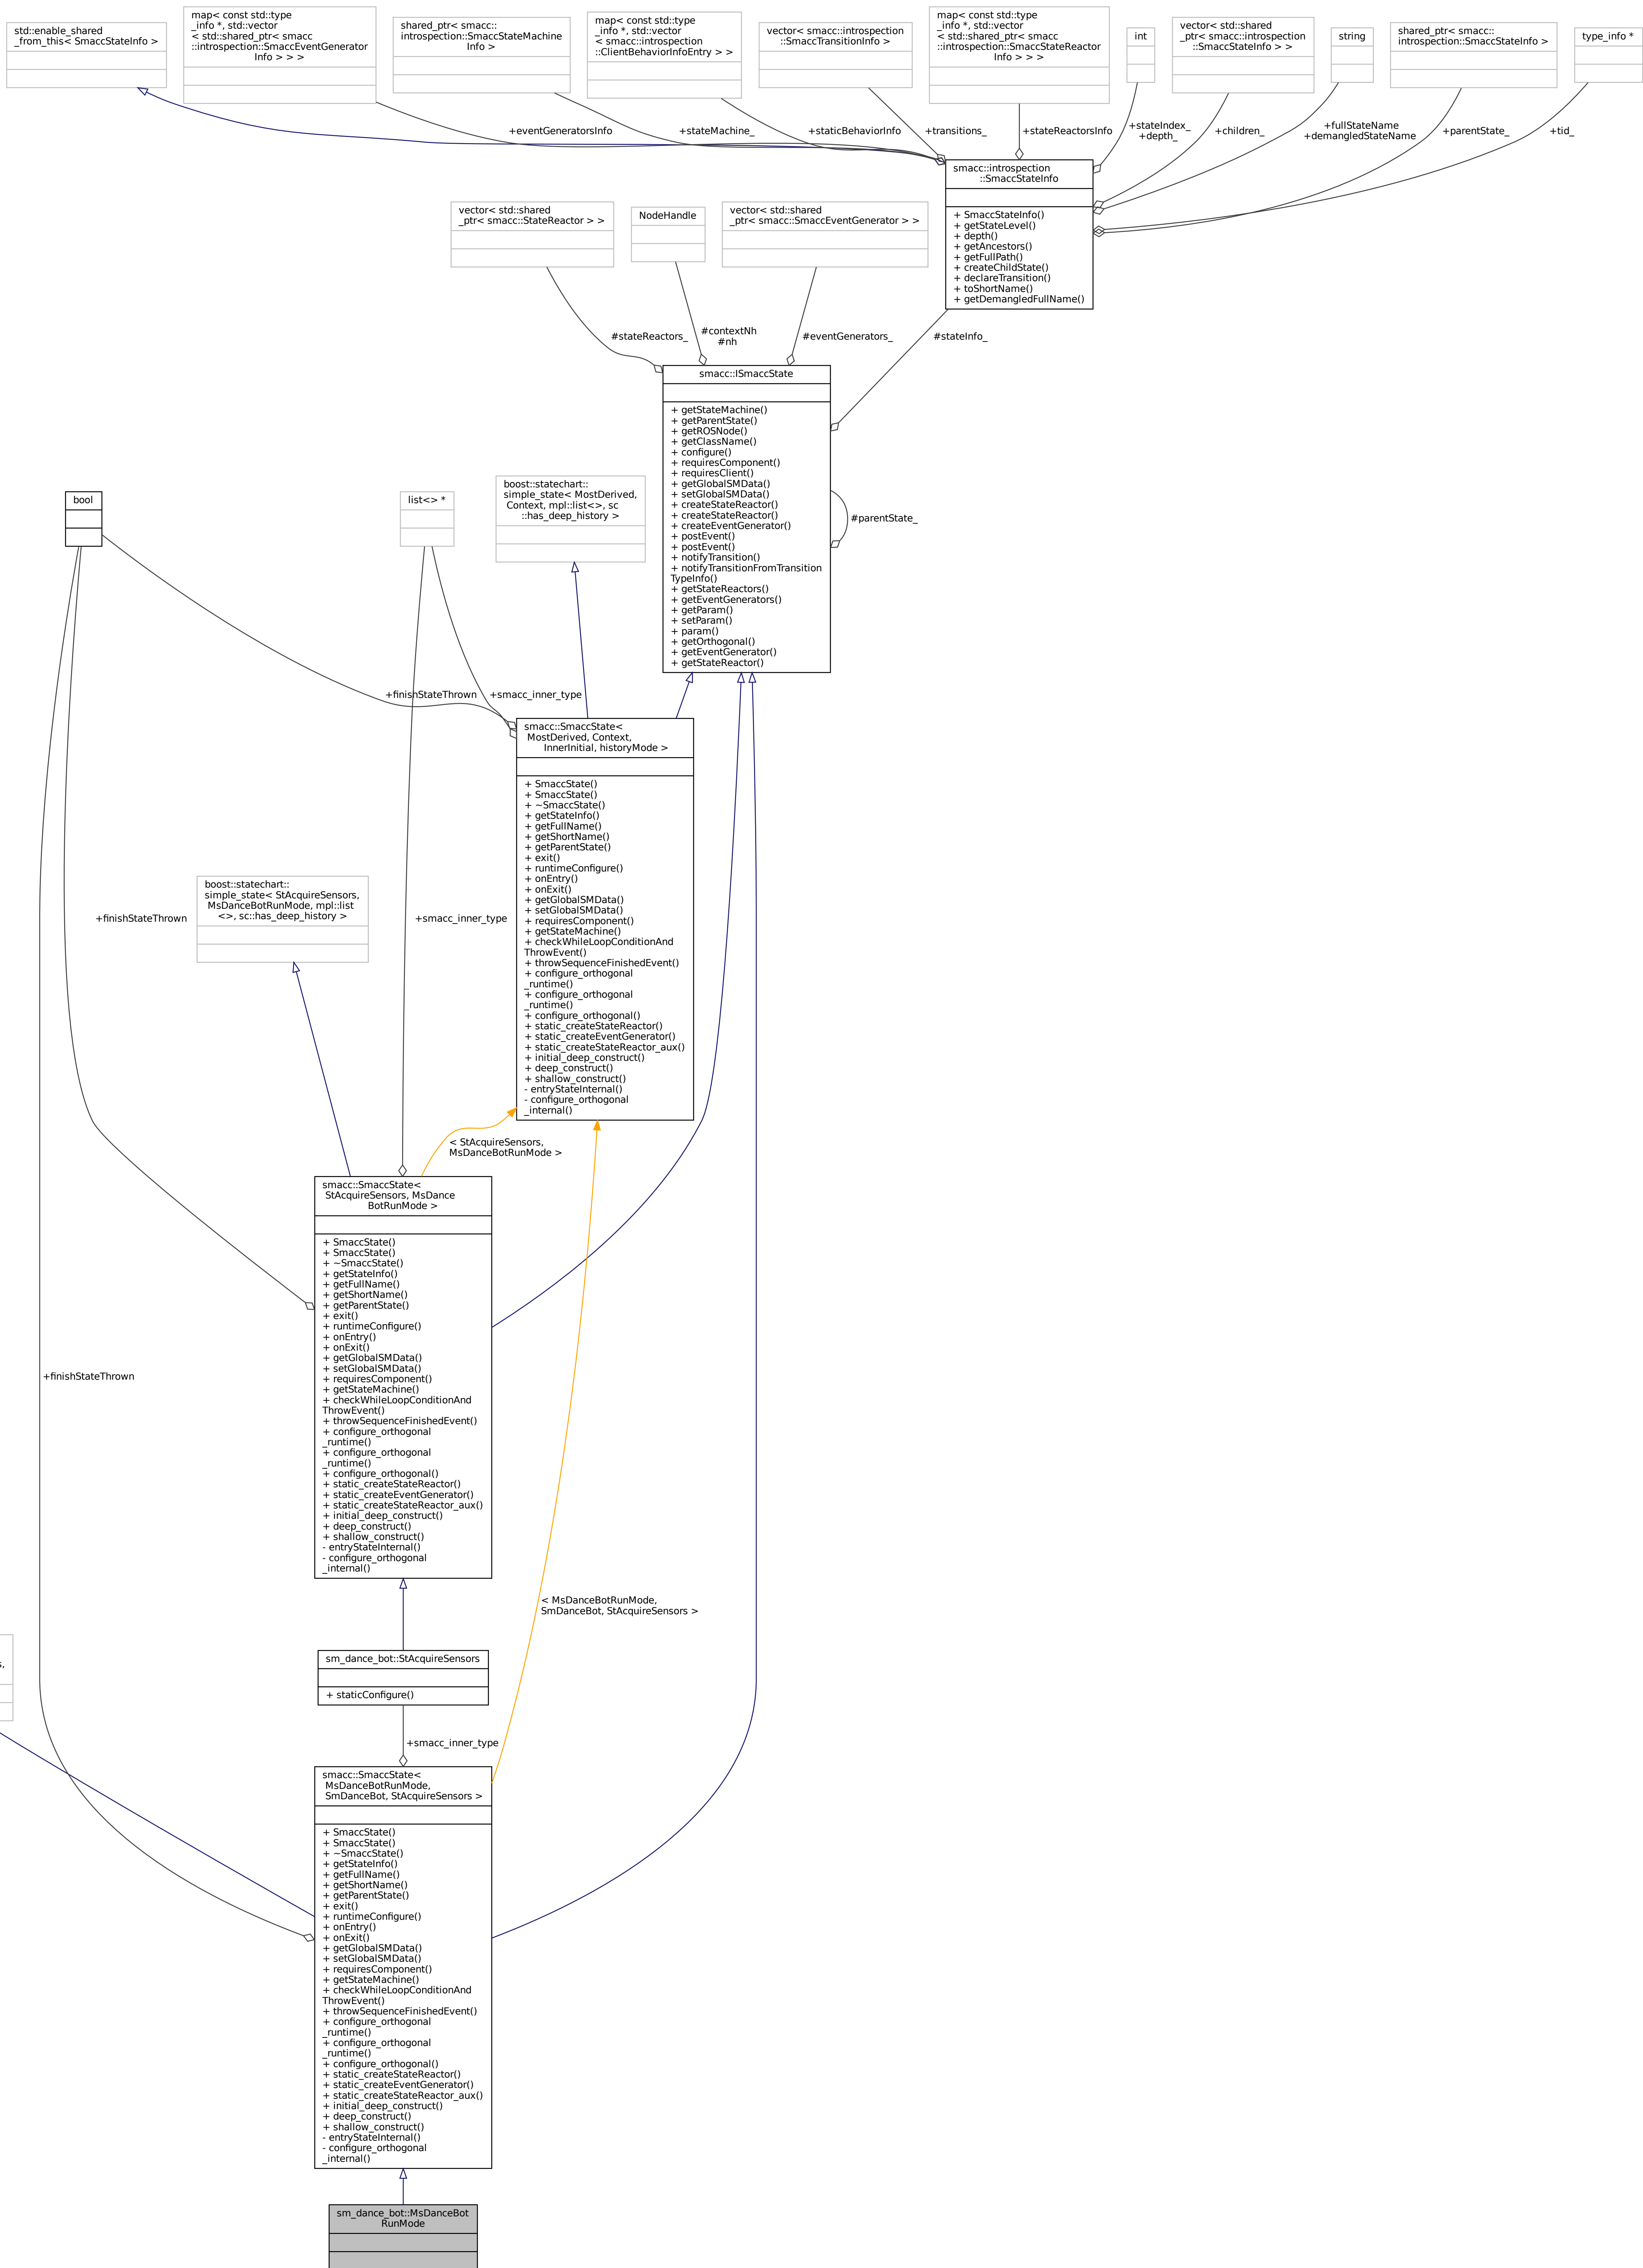 std::enable_shared
_from_this< SmaccStateInfo >
map< const std::type
_info *, std::vector
< std::shared_ptr< smacc
::introspection::SmaccEventGenerator
Info > > >
shared_ptr< smacc::
introspection::SmaccStateMachine
Info >
map< const std::type
_info *, std::vector
< smacc::introspection
::ClientBehaviorInfoEntry > >
vector< smacc::introspection
::SmaccTransitionInfo >
map< const std::type
_info *, std::vector
< std::shared_ptr< smacc
::introspection::SmaccStateReactor
Info > > >
int
vector< std::shared
_ptr< smacc::introspection
::SmaccStateInfo > >
string
shared_ptr< smacc::
introspection::SmaccStateInfo >
type_info *
+eventGeneratorsInfo
+stateMachine_
+staticBehaviorInfo
+transitions_
+stateReactorsInfo
+stateIndex_
+depth_
+children_
+fullStateName
+demangledStateName
+parentState_
+tid_
smacc::introspection
::SmaccStateInfo
+ SmaccStateInfo()
+ getStateLevel()
+ depth()
+ getAncestors()
+ getFullPath()
+ createChildState()
+ declareTransition()
+ toShortName()
+ getDemangledFullName()
vector< std::shared
_ptr< smacc::StateReactor > >
NodeHandle
vector< std::shared
_ptr< smacc::SmaccEventGenerator > >
#stateReactors_
#contextNh
#nh
#eventGenerators_
#stateInfo_
smacc::ISmaccState
+ getStateMachine()
+ getParentState()
+ getROSNode()
+ getClassName()
+ configure()
+ requiresComponent()
+ requiresClient()
+ getGlobalSMData()
+ setGlobalSMData()
+ createStateReactor()
+ createStateReactor()
+ createEventGenerator()
+ postEvent()
+ postEvent()
+ notifyTransition()
+ notifyTransitionFromTransition
TypeInfo()
+ getStateReactors()
+ getEventGenerators()
+ getParam()
+ setParam()
+ param()
+ getOrthogonal()
+ getEventGenerator()
+ getStateReactor()
#parentState_
bool
list<> *
boost::statechart::
simple_state< MostDerived,
Context, mpl::list<>, sc
::has_deep_history >
+finishStateThrown
+smacc_inner_type
smacc::SmaccState<
MostDerived, Context,
InnerInitial, historyMode >
+ SmaccState()
+ SmaccState()
+ ~SmaccState()
+ getStateInfo()
+ getFullName()
+ getShortName()
+ getParentState()
+ exit()
+ runtimeConfigure()
+ onEntry()
+ onExit()
+ getGlobalSMData()
+ setGlobalSMData()
+ requiresComponent()
+ getStateMachine()
+ checkWhileLoopConditionAnd
ThrowEvent()
+ throwSequenceFinishedEvent()
+ configure_orthogonal
_runtime()
+ configure_orthogonal
_runtime()
+ configure_orthogonal()
+ static_createStateReactor()
+ static_createEventGenerator()
+ static_createStateReactor_aux()
+ initial_deep_construct()
+ deep_construct()
+ shallow_construct()
- entryStateInternal()
- configure_orthogonal
_internal()
boost::statechart::
simple_state< StAcquireSensors,
MsDanceBotRunMode, mpl::list
<>, sc::has_deep_history >
+finishStateThrown
+smacc_inner_type
< StAcquireSensors,
MsDanceBotRunMode >
smacc::SmaccState<
StAcquireSensors, MsDance
BotRunMode >
+ SmaccState()
+ SmaccState()
+ ~SmaccState()
+ getStateInfo()
+ getFullName()
+ getShortName()
+ getParentState()
+ exit()
+ runtimeConfigure()
+ onEntry()
+ onExit()
+ getGlobalSMData()
+ setGlobalSMData()
+ requiresComponent()
+ getStateMachine()
+ checkWhileLoopConditionAnd
ThrowEvent()
+ throwSequenceFinishedEvent()
+ configure_orthogonal
_runtime()
+ configure_orthogonal
_runtime()
+ configure_orthogonal()
+ static_createStateReactor()
+ static_createEventGenerator()
+ static_createStateReactor_aux()
+ initial_deep_construct()
+ deep_construct()
+ shallow_construct()
- entryStateInternal()
- configure_orthogonal
_internal()
+finishStateThrown
< MsDanceBotRunMode,
SmDanceBot, StAcquireSensors >
sm_dance_bot::StAcquireSensors
+ staticConfigure()
+smacc_inner_type
smacc::SmaccState<
MsDanceBotRunMode,
SmDanceBot, StAcquireSensors >
+ SmaccState()
+ SmaccState()
+ ~SmaccState()
+ getStateInfo()
+ getFullName()
+ getShortName()
+ getParentState()
+ exit()
+ runtimeConfigure()
+ onEntry()
+ onExit()
+ getGlobalSMData()
+ setGlobalSMData()
+ requiresComponent()
+ getStateMachine()
+ checkWhileLoopConditionAnd
ThrowEvent()
+ throwSequenceFinishedEvent()
+ configure_orthogonal
_runtime()
+ configure_orthogonal
_runtime()
+ configure_orthogonal()
+ static_createStateReactor()
+ static_createEventGenerator()
+ static_createStateReactor_aux()
+ initial_deep_construct()
+ deep_construct()
+ shallow_construct()
- entryStateInternal()
- configure_orthogonal
_internal()
sm_dance_bot::MsDanceBot
RunMode